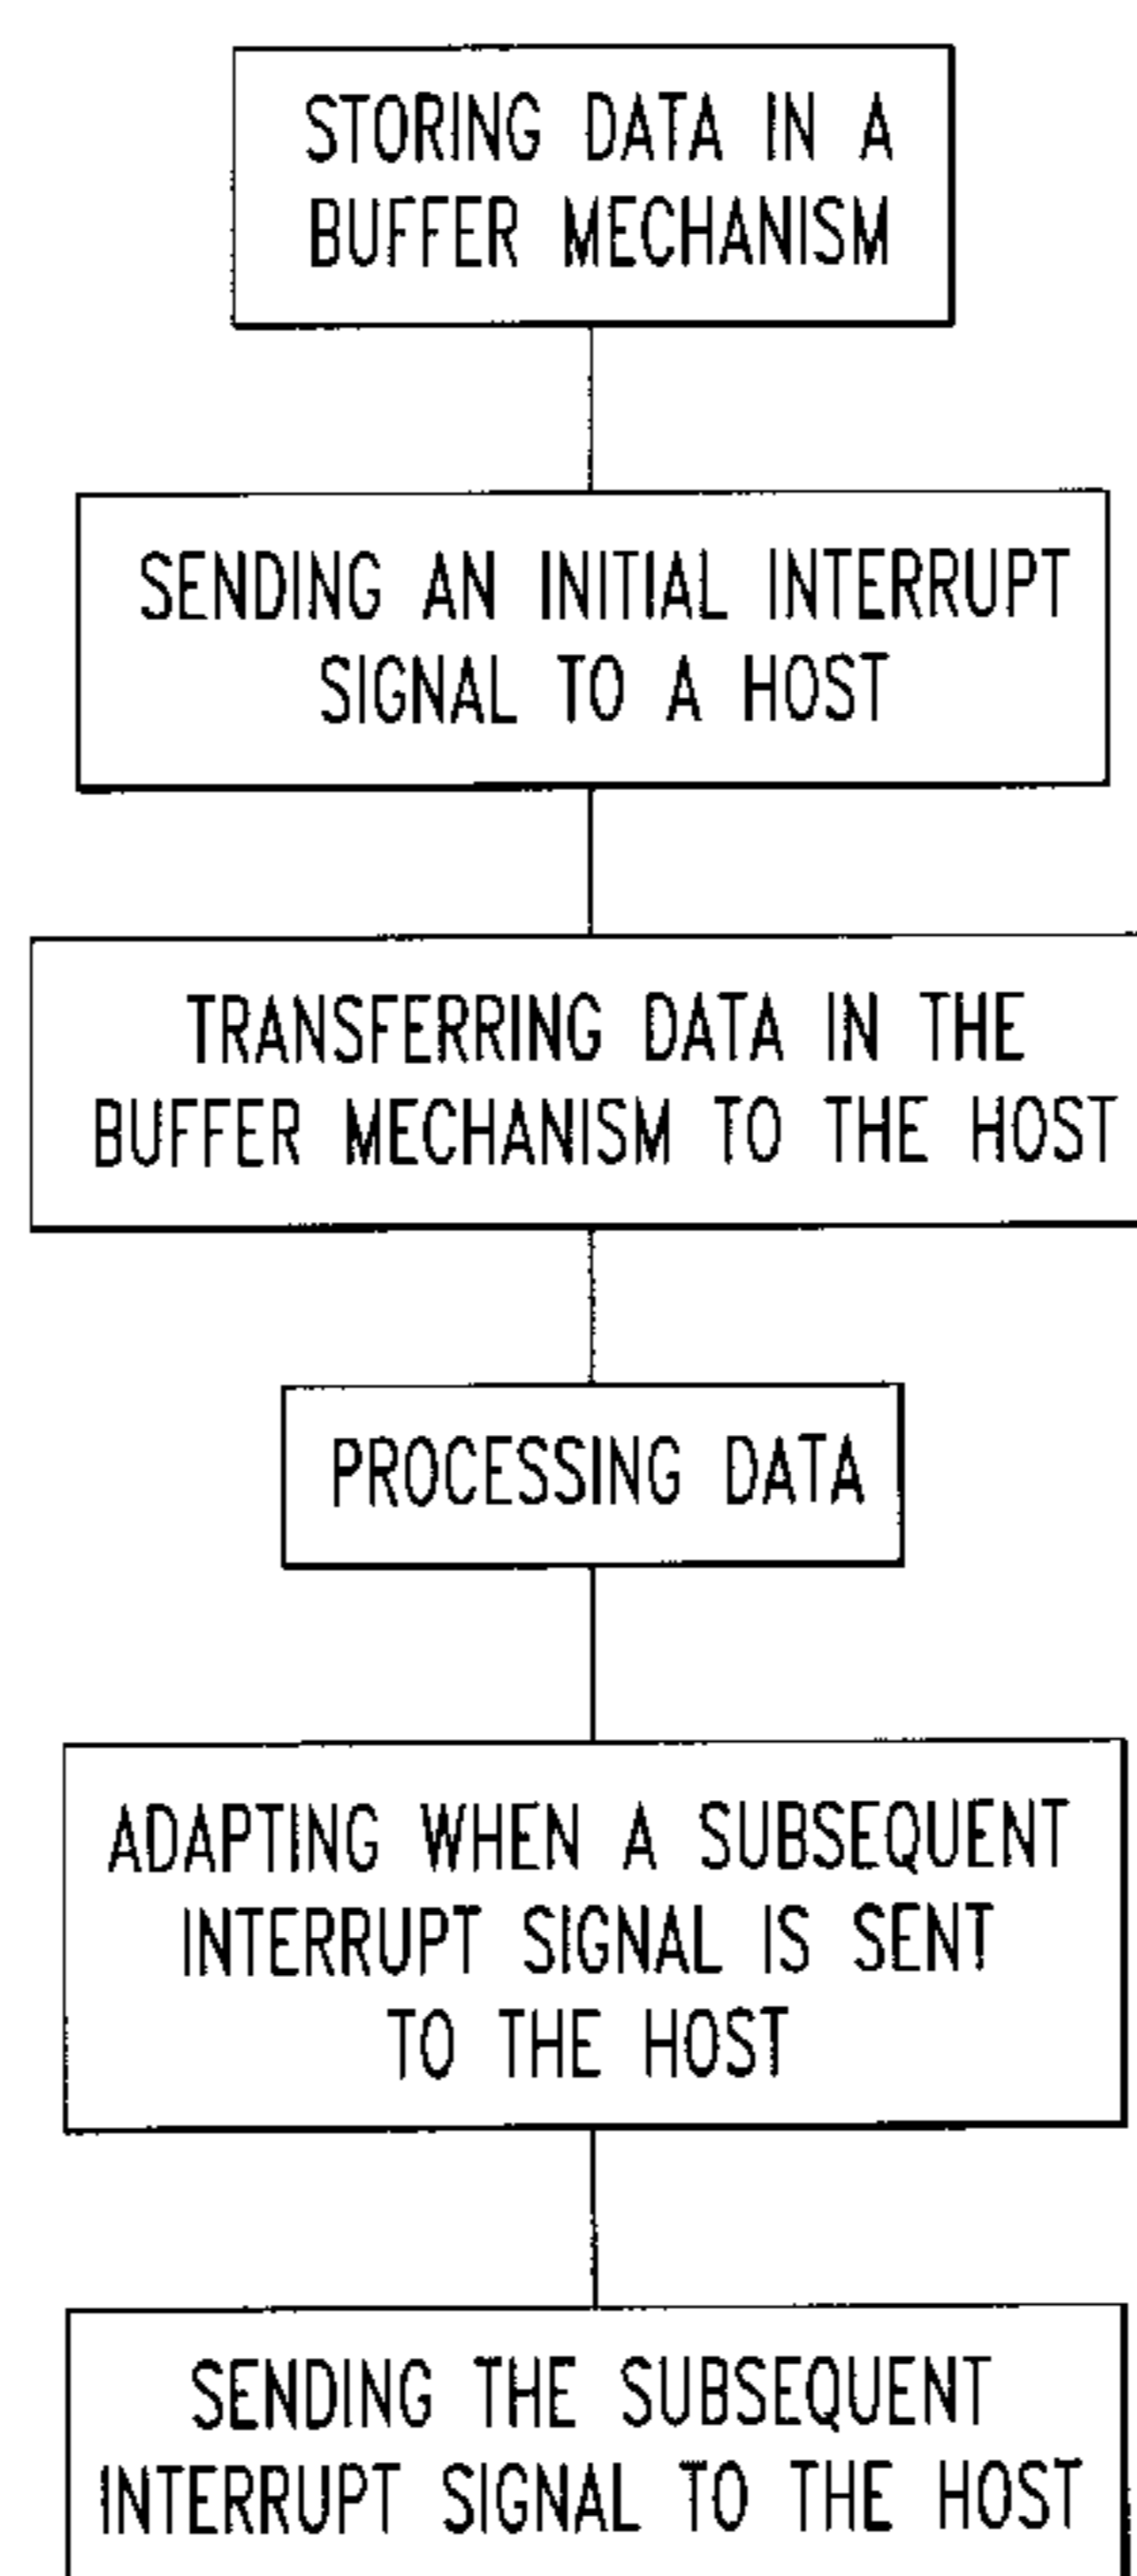 STORING DATA IN A
BUFFER MECHANISM
SENDING AN INITIAL INTERRUPT
SIGNAL TO A HOST
TRANSFERRING DATA IN THE
BUFFER MECHANISM TO THE HOST
PROCESSING DATA
ADAPTING WHEN A SUBSEQUENT
INTERRUPT SIGNAL IS SENT
TO THE HOST
SENDING THE SUBSEQUENT
INTERRUPT SIGNAL TO THE HOST